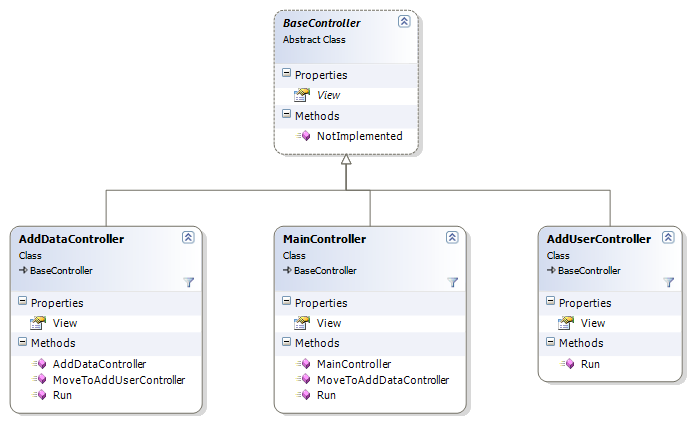 BaseController
Abstract Class
Properties
View
Methods
NotImplemented
AddDataController
Class
BaseController
Properties
View
Methods
AddDataController
MoveToAddUserController
Run
MainController
Class
BaseController
Properties
View
Methods
MainController
MoveToAddDataController
Run
AddUserController
Class
BaseController
Properties
View
Methods
Run